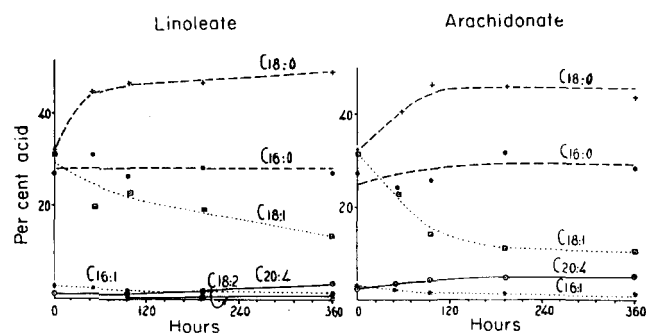 Linoleate
Arachidonate
Per cent acid
40
20
0
120
240
360
Hours
C18:0
C16:0
C18:1
C16:1
C18:2
C20:4
40
20
0
120
240
360
Hours
C18:0
C16:0
C18:1
C20:4
C16:1